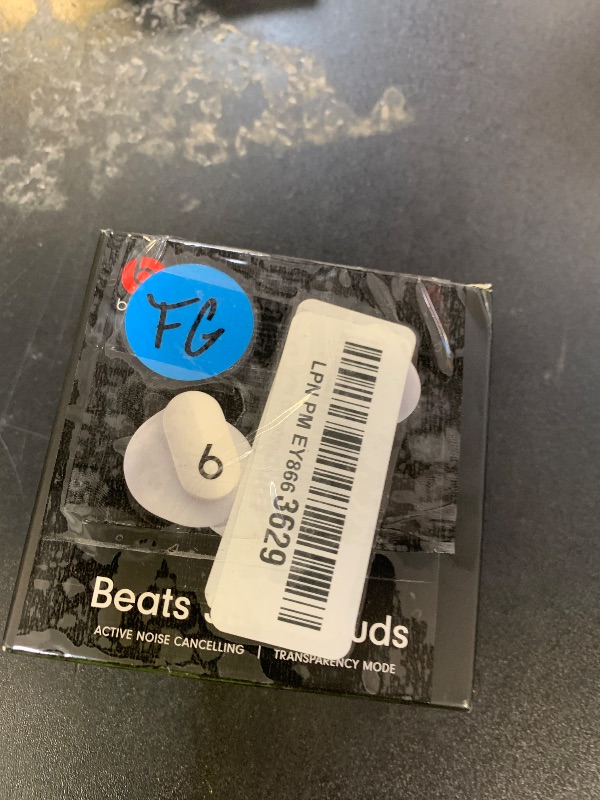 b
FG
LPN PM EY866 3629
b
Beats uds
ACTIVE NOISE CANCELLING | TRANSPARENCY MODE